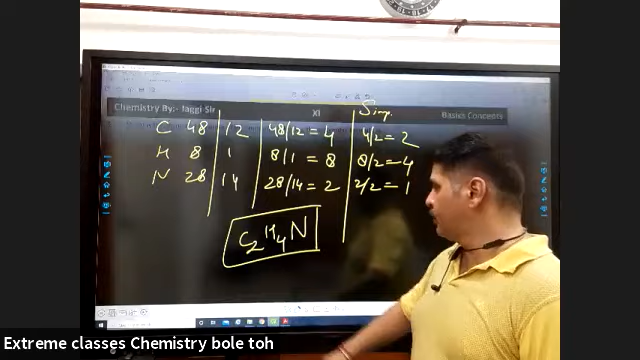 Chemistry By:- Jaggi Sir XI Basics Concepts
Simp.
C 48 12 48/12 = 4 4/2 = 2
H 8 1 8/1 = 8 8/2 = 4
N 28 14 28/14 = 2 2/2 = 1
C₂H₄N
Extreme classes Chemistry bole toh